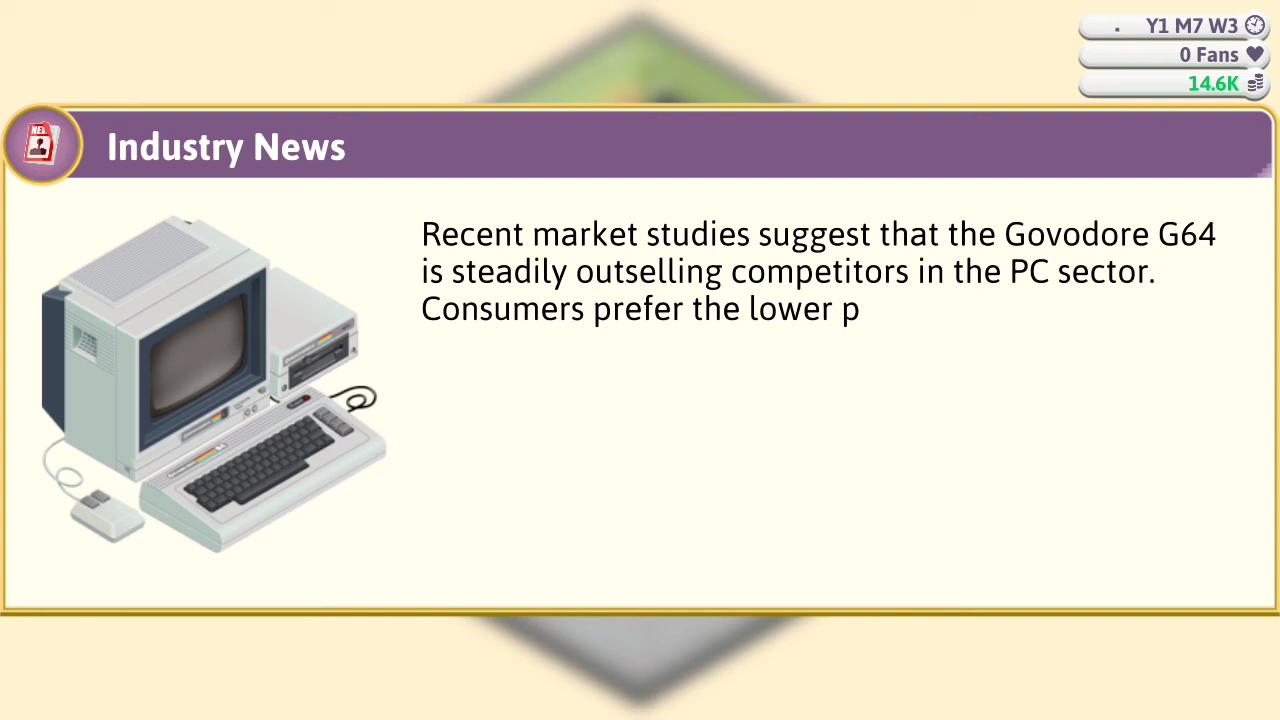 Y1 M7 W3
0 Fans
14.6K
Industry News
Recent market studies suggest that the Govodore G64
is steadily outselling competitors in the PC sector.
Consumers prefer the lower p